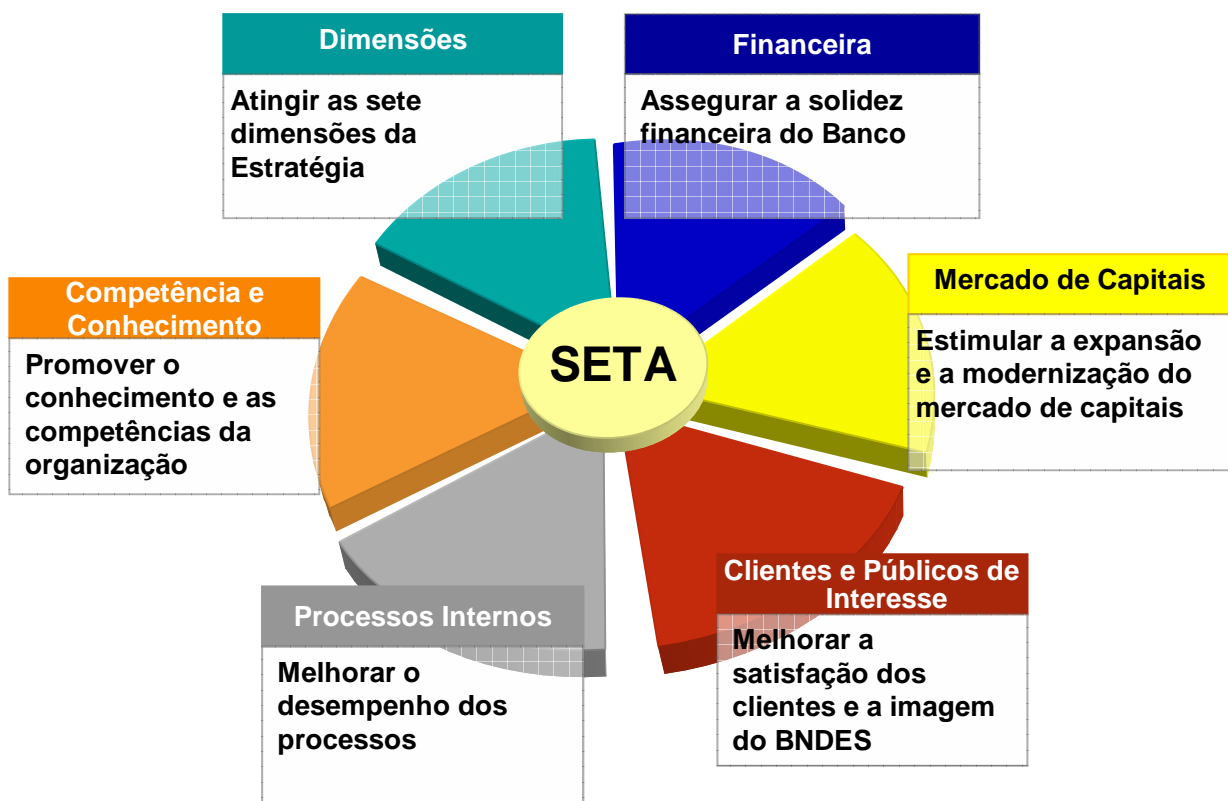 Dimensões
Atingir as sete
dimensões da
Estratégia
Financeira
Assegurar a solidez
financeira do Banco
Competência e
Conhecimento
Promover o
conhecimento e as
competências da
organização
SETA
Mercado de Capitais
Estimular a expansão
e a modernização do
mercado de capitais
Processos Internos
Melhorar o
desempenho dos
processos
Clientes e Públicos de
Interesse
Melhorar a
satisfação dos
clientes e a imagem
do BNDES